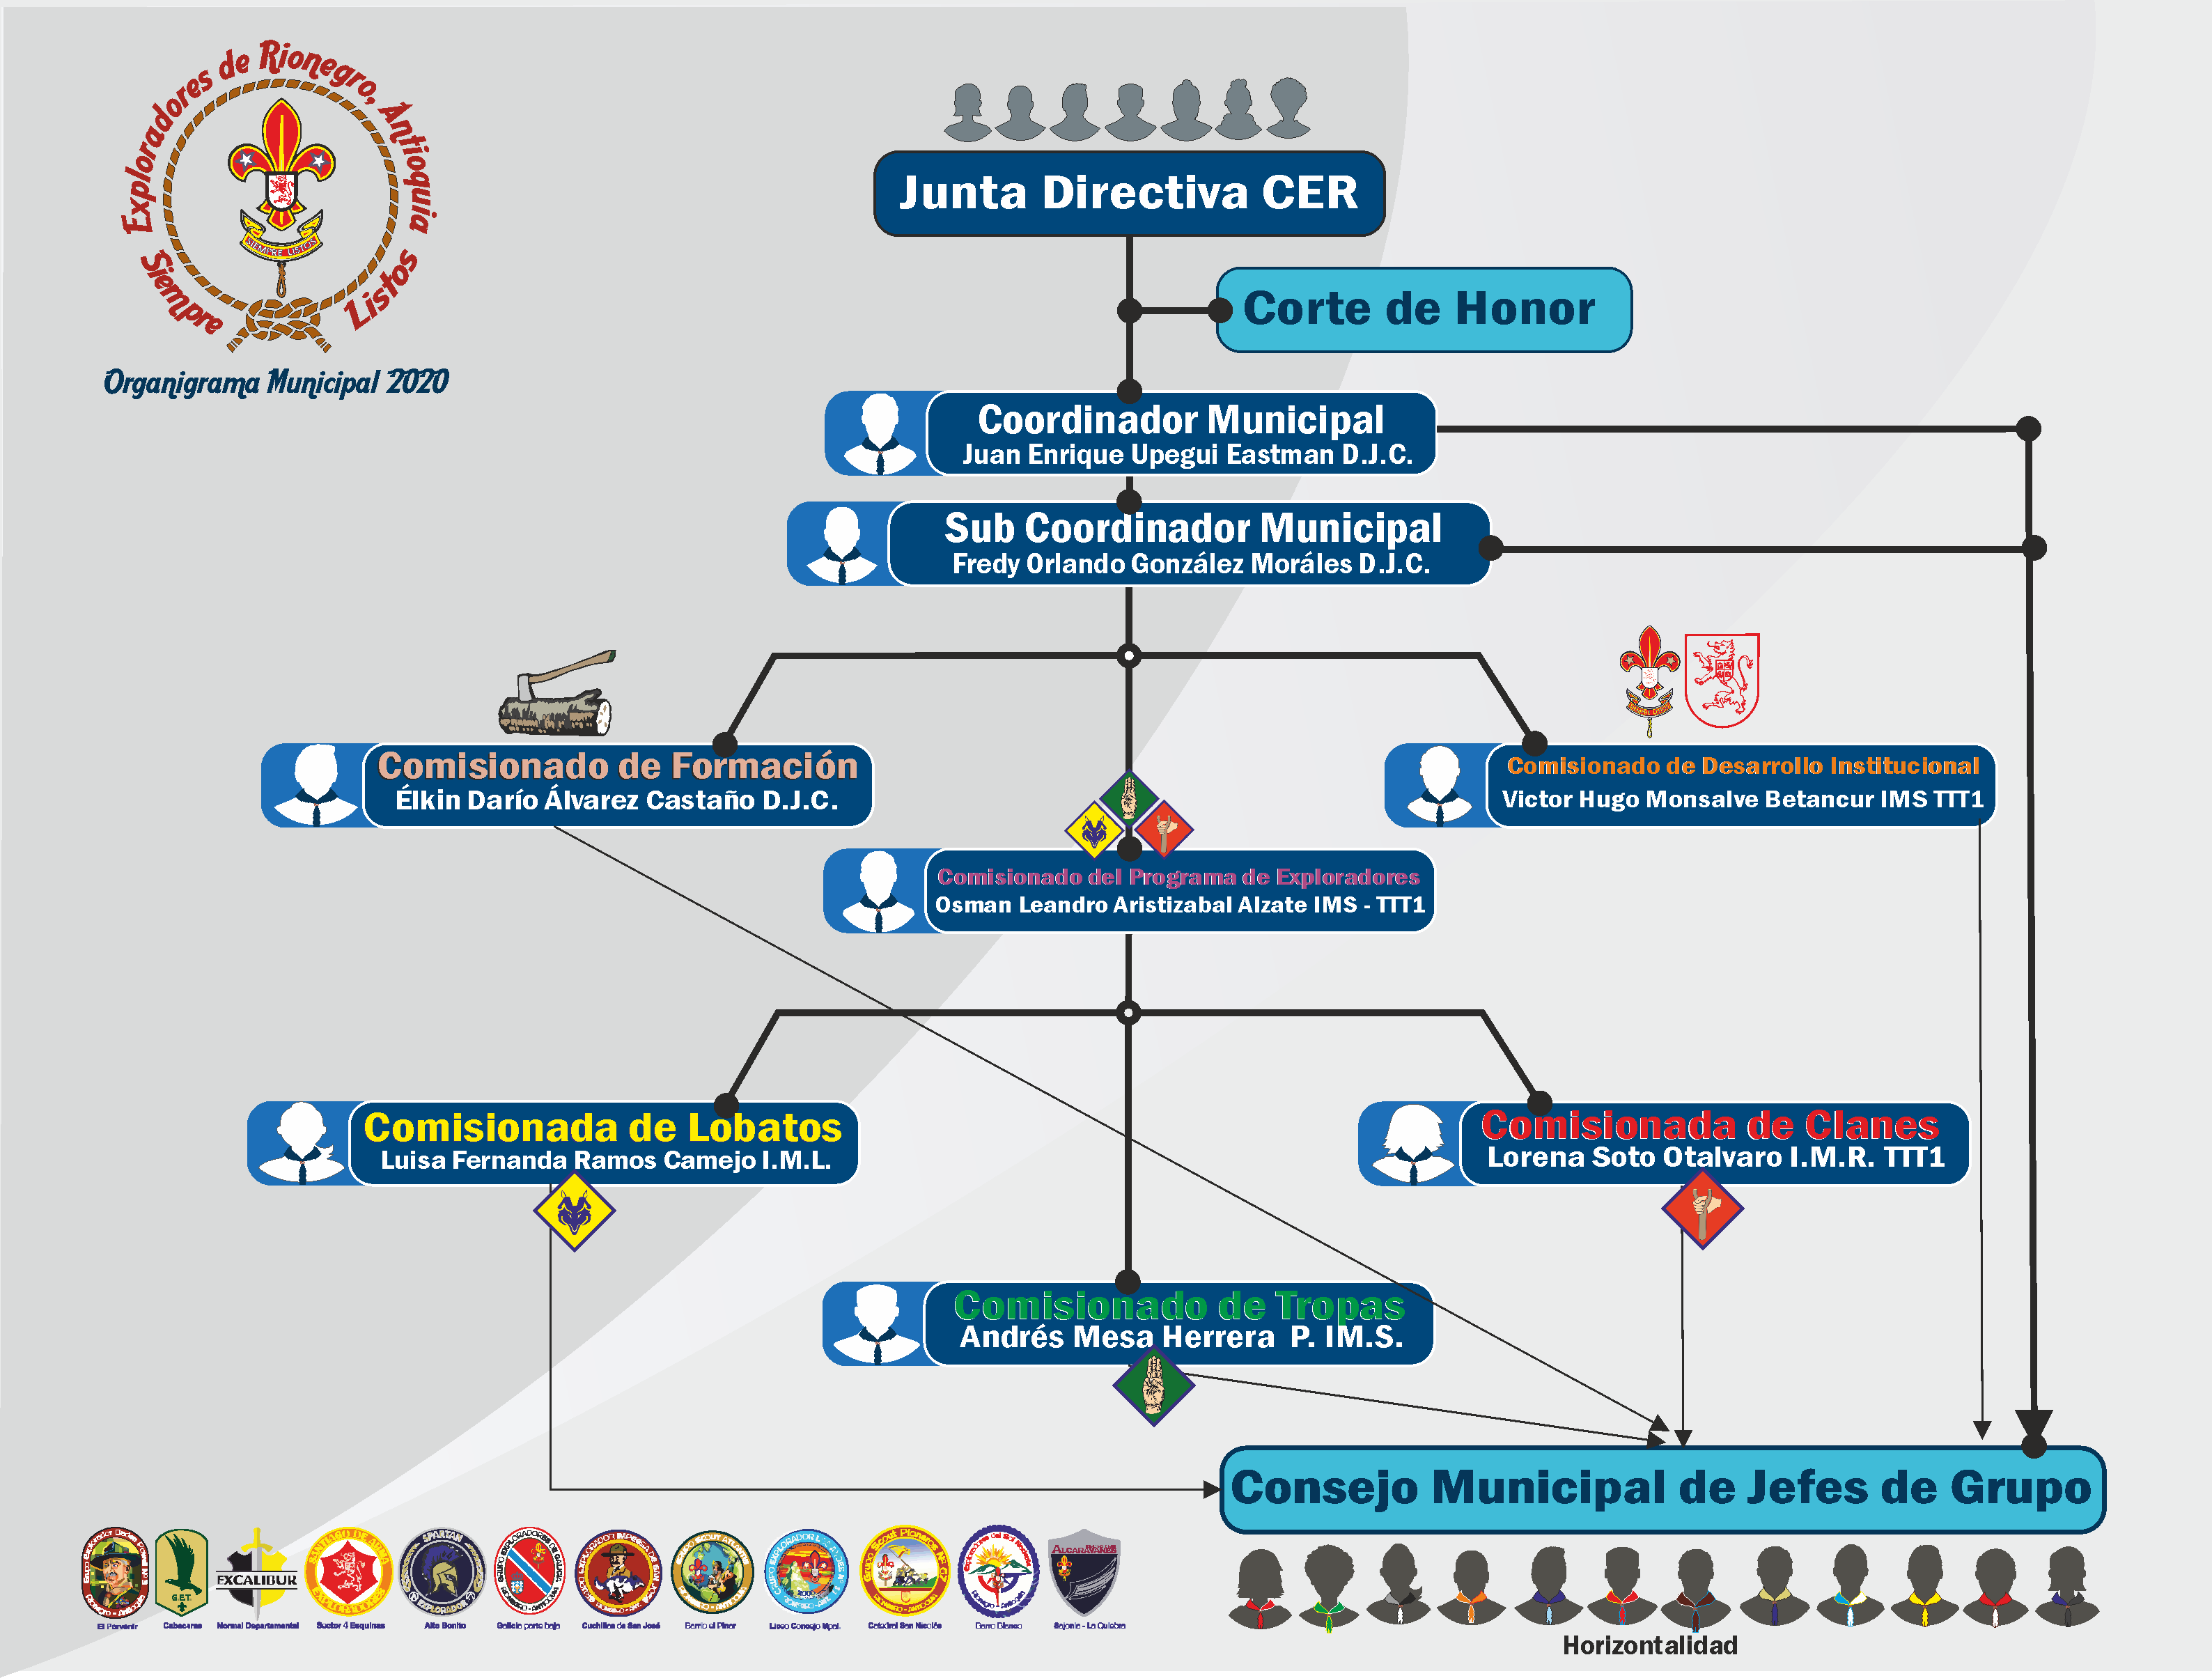 Exploradores de Rionegro, Antioquia
Siempre Listos
SIEMPRE LISTOS
Organigrama Municipal 2020
Junta Directiva CER
Corte de Honor
Coordinador Municipal
Juan Enrique Upegui Eastman D.J.C.
Sub Coordinador Municipal
Fredy Orlando González Moráles D.J.C.
Comisionado de Formación
Élkin Darío Álvarez Castaño D.J.C.
Comisionado de Desarrollo Institucional
Victor Hugo Monsalve Betancur IMS TTT1
Comisionado del Programa de Exploradores
Osman Leandro Aristizabal Alzate IMS - TTT1
Comisionada de Lobatos
Luisa Fernanda Ramos Camejo I.M.L.
Comisionada de Clanes
Lorena Soto Otalvaro I.M.R. TTT1
Comisionado de Tropas
Andrés Mesa Herrera P. IM.S.
Consejo Municipal de Jefes de Grupo
G.E.T.
EXCALIBUR
SPARTAN
EXPLORADOR
ALCARAVANES
El Porvenir
Cabeceras
Normal Departamental
Sector 4 Esquinas
Alto Bonito
Galicia parte baja
Cuchillas de San José
Barrio el Pinar
Liceo Concejo Mpal.
Catedral San Nicolás
Barro Blanco
Sajonia - La Quiebra
Horizontalidad